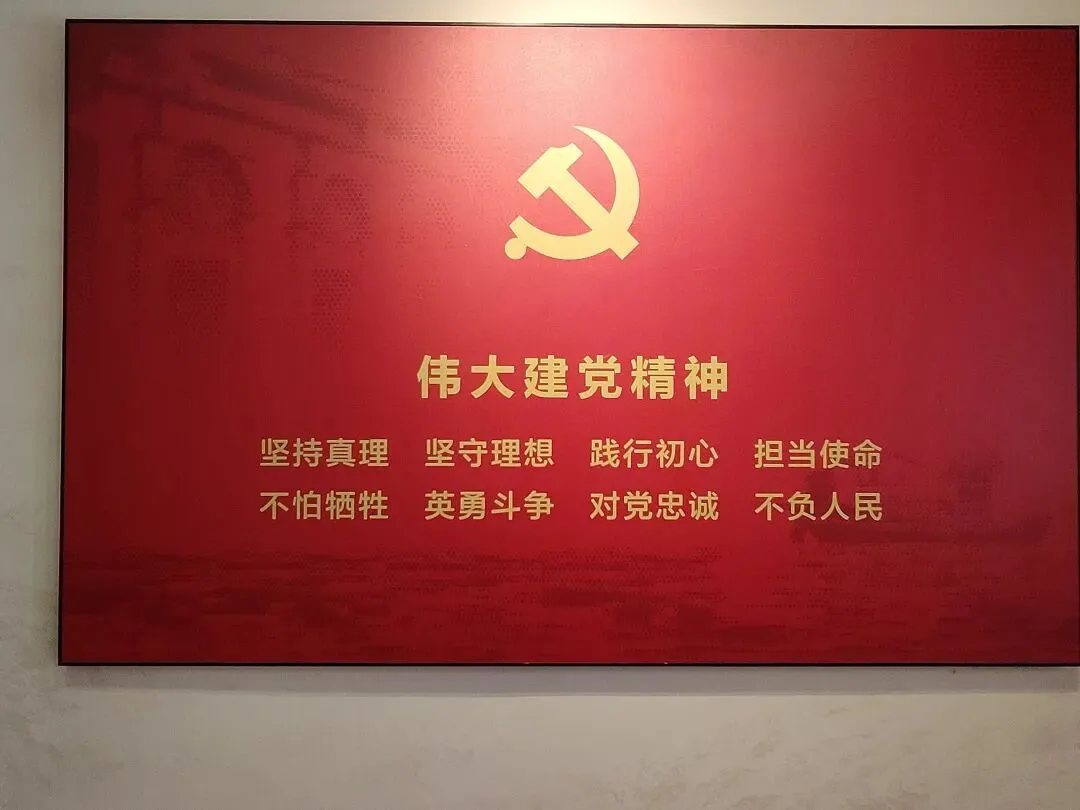 伟大建党精神
坚持真理 坚守理想 践行初心 担当使命
不怕牺牲 英勇斗争 对党忠诚 不负人民